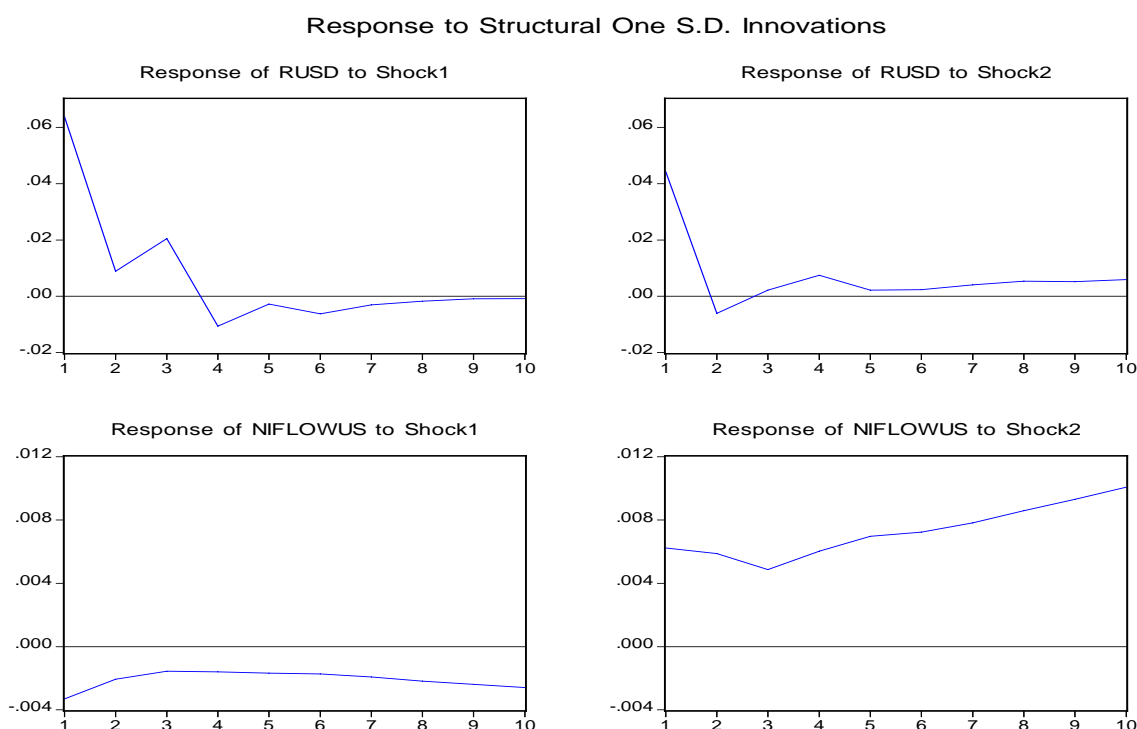 Response to Structural One S.D. Innovations
Response of RUSD to Shock1
.06
.04
.02
.00
-.02
1 2 3 4 5 6 7 8 9 10
Response of RUSD to Shock2
.06
.04
.02
.00
-.02
1 2 3 4 5 6 7 8 9 10
Response of NIFLOWUS to Shock1
.012
.008
.004
.000
-.004
1 2 3 4 5 6 7 8 9 10
Response of NIFLOWUS to Shock2
.012
.008
.004
.000
-.004
1 2 3 4 5 6 7 8 9 10